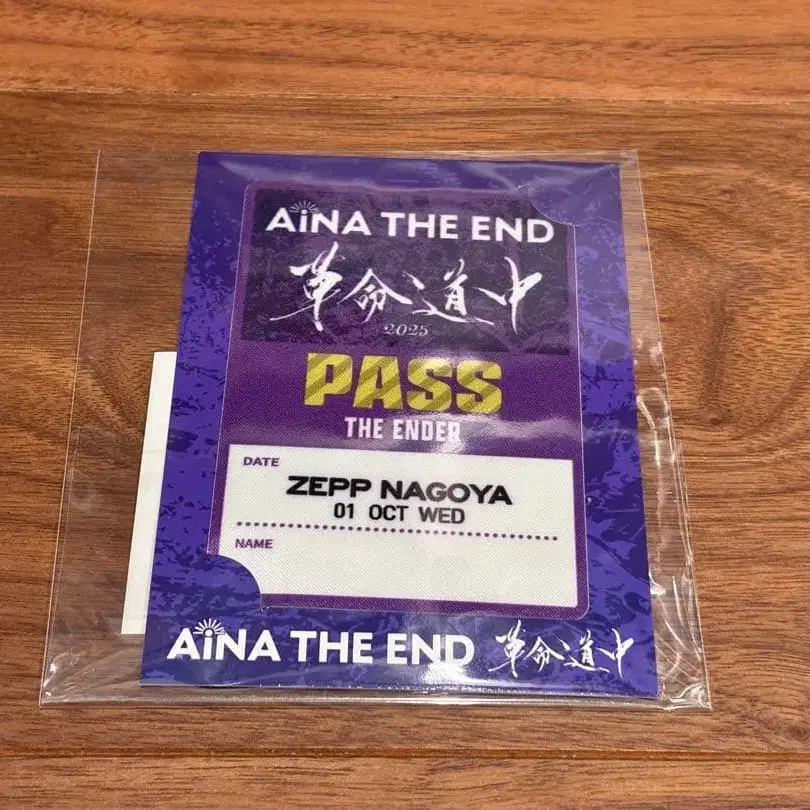 AiNA THE END
革命道中
2025
PASS
THE ENDER
DATE
ZEPP NAGOYA
01 OCT WED
NAME
AiNA THE END 革命道中